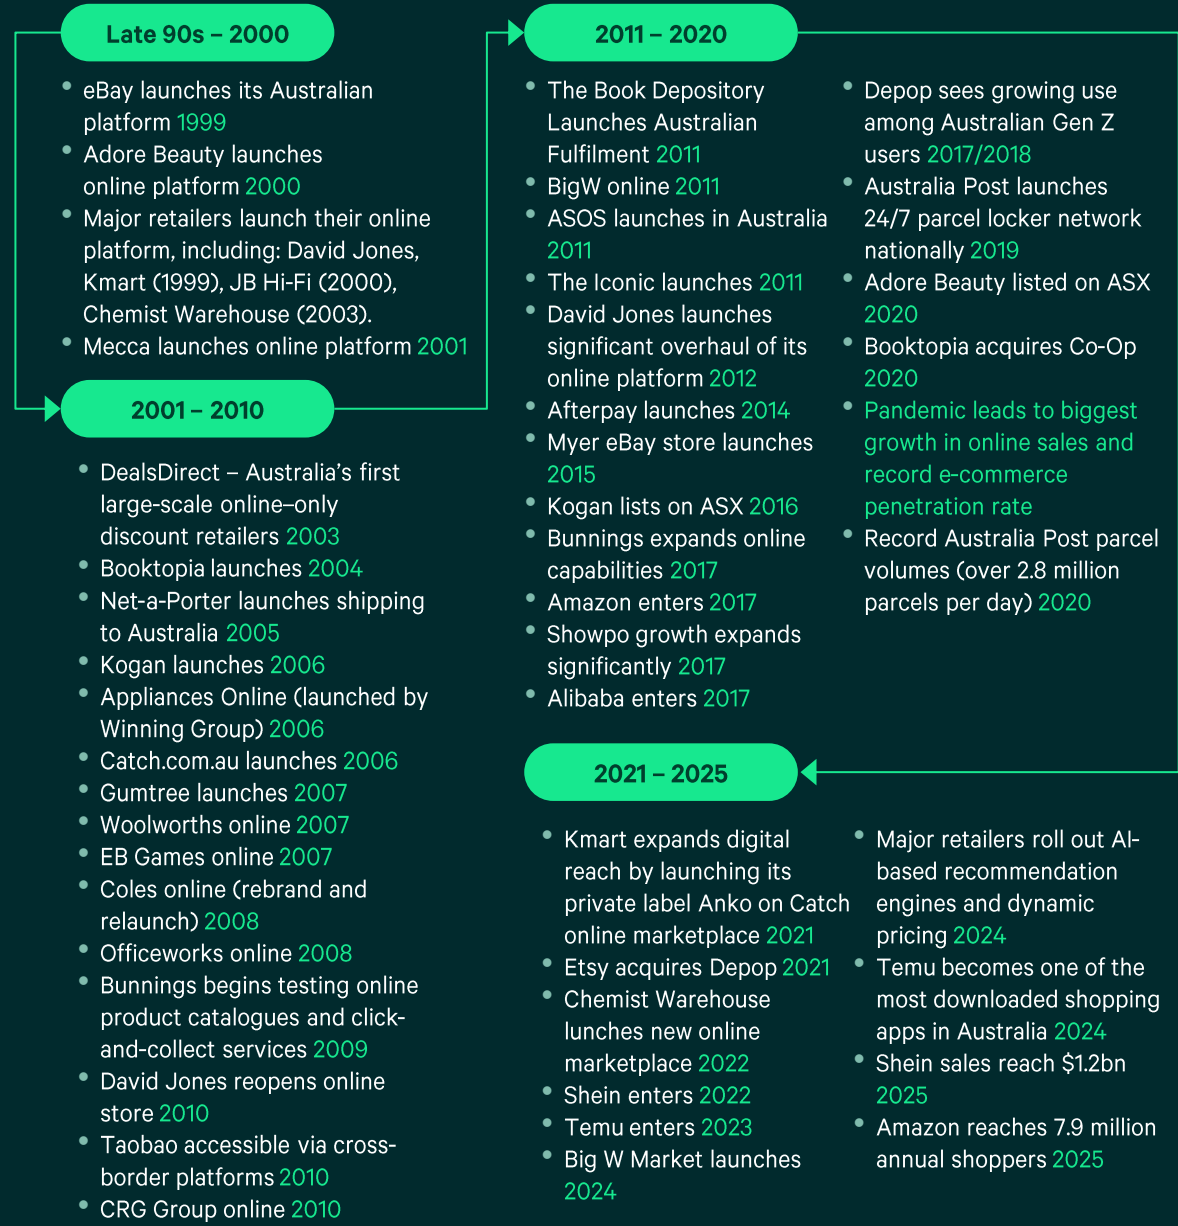 Late 90s – 2000
eBay launches its Australian
platform 1999
Adore Beauty launches
online platform 2000
Major retailers launch their online
platform, including: David Jones,
Kmart (1999), JB Hi-Fi (2000),
Chemist Warehouse (2003).
Mecca launches online platform 2001
2001 – 2010
DealsDirect – Australia's first
large-scale online–only
discount retailers 2003
Booktopia launches 2004
Net-a-Porter launches shipping
to Australia 2005
Kogan launches 2006
Appliances Online (launched by
Winning Group) 2006
Catch.com.au launches 2006
Gumtree launches 2007
Woolworths online 2007
EB Games online 2007
Coles online (rebrand and
relaunch) 2008
Officeworks online 2008
Bunnings begins testing online
product catalogues and click-
and-collect services 2009
David Jones reopens online
store 2010
Taobao accessible via cross-
border platforms 2010
CRG Group online 2010
2011 – 2020
The Book Depository
Launches Australian
Fulfilment 2011
BigW online 2011
ASOS launches in Australia
2011
The Iconic launches 2011
David Jones launches
significant overhaul of its
online platform 2012
Afterpay launches 2014
Myer eBay store launches
2015
Kogan lists on ASX 2016
Bunnings expands online
capabilities 2017
Amazon enters 2017
Showpo growth expands
significantly 2017
Alibaba enters 2017
Depop sees growing use
among Australian Gen Z
users 2017/2018
Australia Post launches
24/7 parcel locker network
nationally 2019
Adore Beauty listed on ASX
2020
Booktopia acquires Co-Op
2020
Pandemic leads to biggest
growth in online sales and
record e-commerce
penetration rate
Record Australia Post parcel
volumes (over 2.8 million
parcels per day) 2020
2021 – 2025
Kmart expands digital
reach by launching its
private label Anko on Catch
online marketplace 2021
Etsy acquires Depop 2021
Chemist Warehouse
lunches new online
marketplace 2022
Shein enters 2022
Temu enters 2023
Big W Market launches
2024
Major retailers roll out AI-
based recommendation
engines and dynamic
pricing 2024
Temu becomes one of the
most downloaded shopping
apps in Australia 2024
Shein sales reach $1.2bn
2025
Amazon reaches 7.9 million
annual shoppers 2025